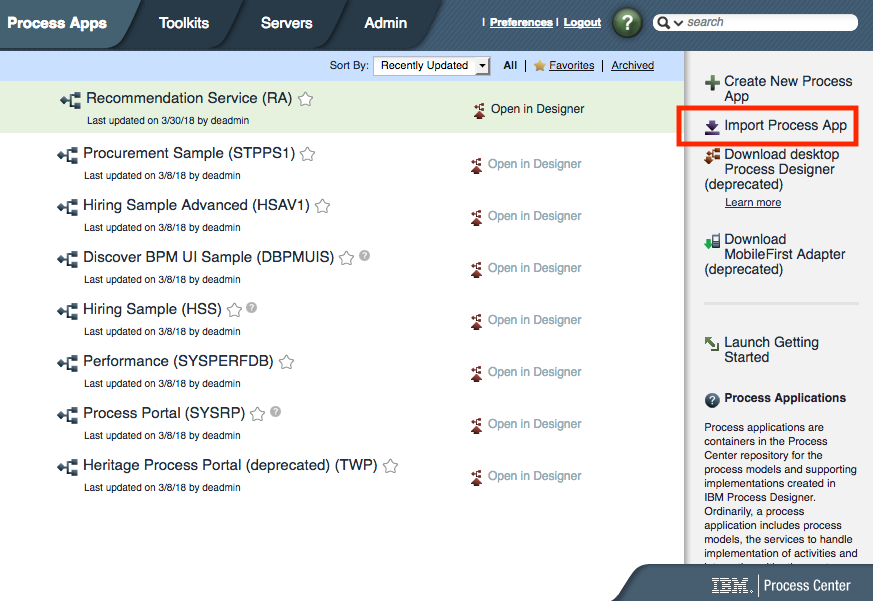 Process Apps Toolkits Servers Admin | Preferences | Logout ? search
Sort By: Recently Updated All | Favorites | Archived
Recommendation Service (RA)
Last updated on 3/30/18 by deadmin
Open in Designer
Procurement Sample (STPPS1)
Last updated on 3/8/18 by deadmin
Open in Designer
Hiring Sample Advanced (HSAV1)
Last updated on 3/8/18 by deadmin
Open in Designer
Discover BPM UI Sample (DBPMUIS) ?
Last updated on 3/8/18 by deadmin
Open in Designer
Hiring Sample (HSS) ?
Last updated on 3/8/18 by deadmin
Open in Designer
Performance (SYSPERFDB)
Last updated on 3/8/18 by deadmin
Open in Designer
Process Portal (SYSRP) ?
Last updated on 3/8/18 by deadmin
Open in Designer
Heritage Process Portal (deprecated) (TWP)
Last updated on 3/8/18 by deadmin
Open in Designer
Create New Process
App
Import Process App
Download desktop
Process Designer
(deprecated)
Learn more
Download
MobileFirst Adapter
(deprecated)
Launch Getting
Started
? Process Applications
Process applications are
containers in the Process
Center repository for the
process models and supporting
implementations created in
IBM Process Designer.
Ordinarily, a process
application includes process
models, the services to handle
implementation of activities and
IBM. | Process Center